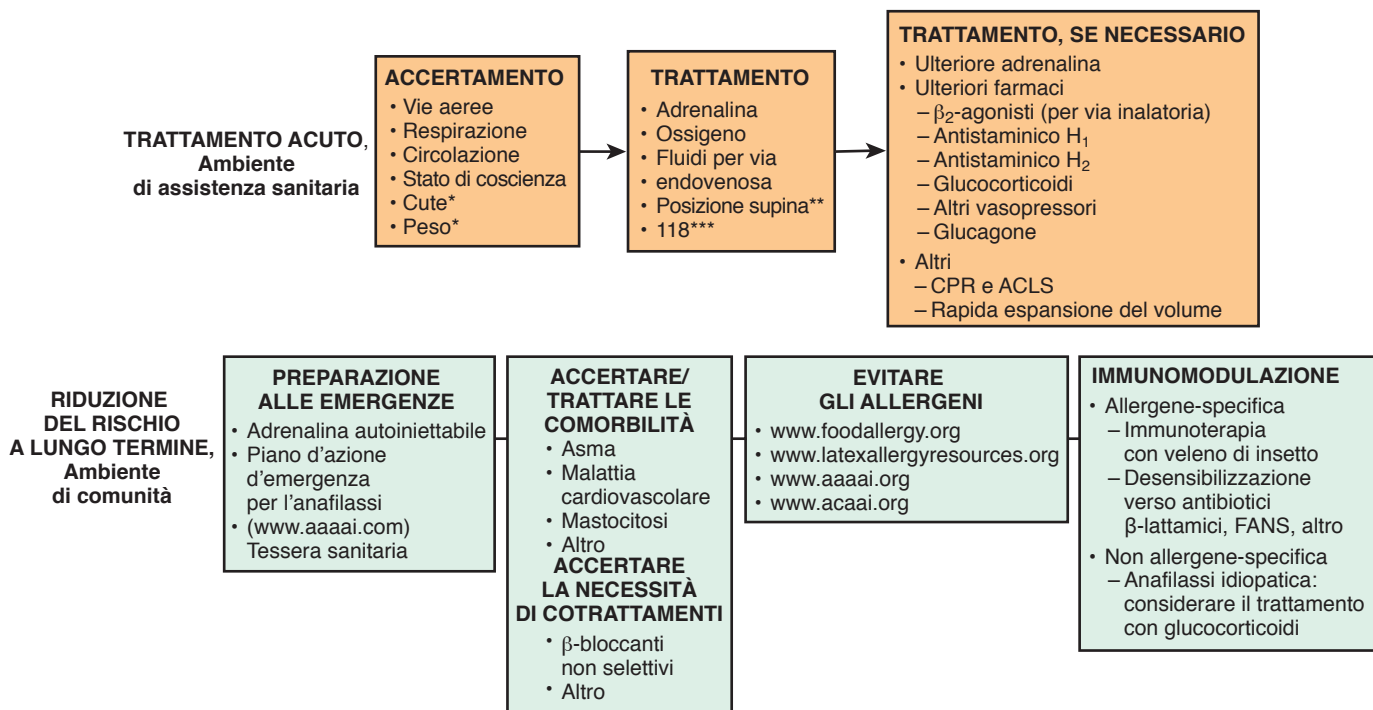 TRATTAMENTO ACUTO,
Ambiente
di assistenza sanitaria
ACCERTAMENTO
• Vie aeree
• Respirazione
• Circolazione
• Stato di coscienza
• Cute*
• Peso*
TRATTAMENTO
• Adrenalina
• Ossigeno
• Fluidi per via
• endovenosa
• Posizione supina**
• 118***
TRATTAMENTO, SE NECESSARIO
• Ulteriore adrenalina
• Ulteriori farmaci
– β₂-agonisti (per via inalatoria)
– Antistaminico H₁
– Antistaminico H₂
– Glucocorticoidi
– Altri vasopressori
– Glucagone
• Altri
– CPR e ACLS
– Rapida espansione del volume
RIDUZIONE
DEL RISCHIO
A LUNGO TERMINE,
Ambiente
di comunità
PREPARAZIONE
ALLE EMERGENZE
• Adrenalina autoiniettabile
• Piano d'azione
d'emergenza
per l'anafilassi
• (www.aaaai.com)
Tessera sanitaria
ACCERTARE/
TRATTARE LE
COMORBILITÀ
• Asma
• Malattia
cardiovascolare
• Mastocitosi
• Altro
ACCERTARE
LA NECESSITÀ
DI COTRATTAMENTI
• β-bloccanti
non selettivi
• Altro
EVITARE
GLI ALLERGENI
• www.foodallergy.org
• www.latexallergyresources.org
• www.aaaai.org
• www.acaai.org
IMMUNOMODULAZIONE
• Allergene-specifica
– Immunoterapia
con veleno di insetto
– Desensibilizzazione
verso antibiotici
β-lattamici, FANS, altro
• Non allergene-specifica
– Anafilassi idiopatica:
considerare il trattamento
con glucocorticoidi